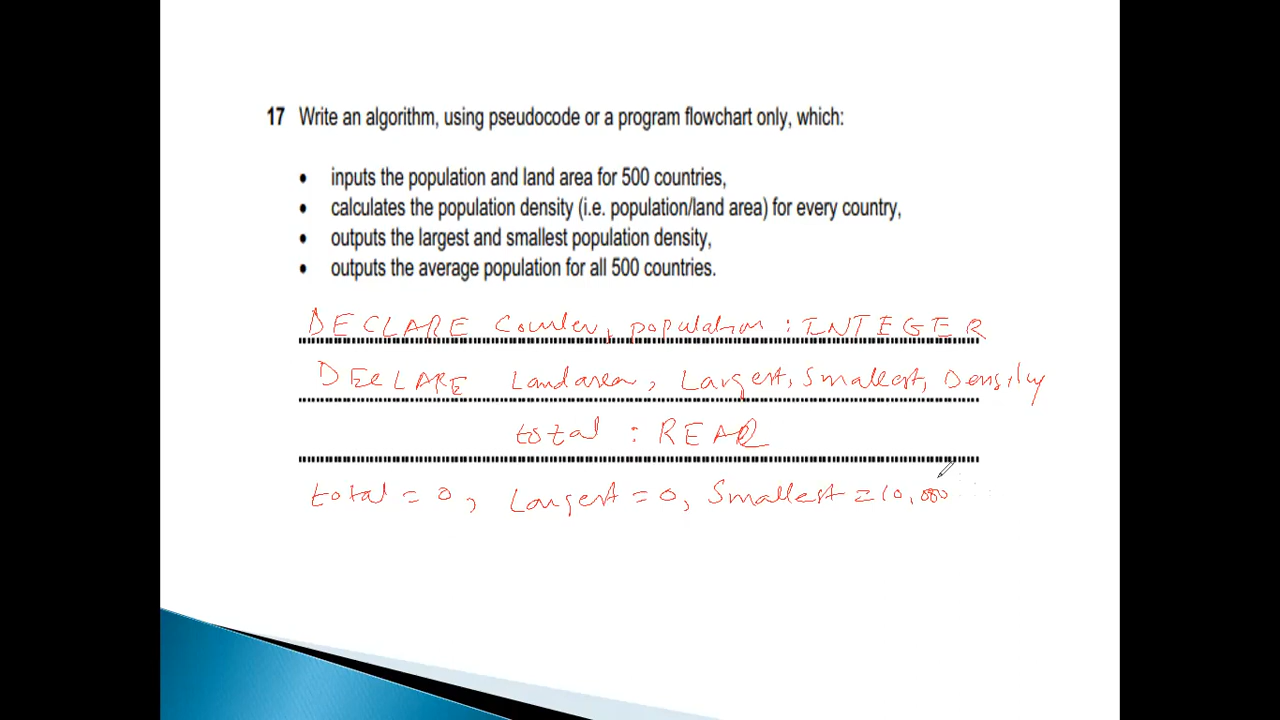 17 Write an algorithm, using pseudocode or a program flowchart only, which:
• inputs the population and land area for 500 countries,
• calculates the population density (i.e. population/land area) for every country,
• outputs the largest and smallest population density,
• outputs the average population for all 500 countries.
DECLARE Counter, population : INTEGER
DECLARE Landarea, Largest, Smallest, Density
total : REAL
total = 0, Largest = 0, Smallest = 10,000